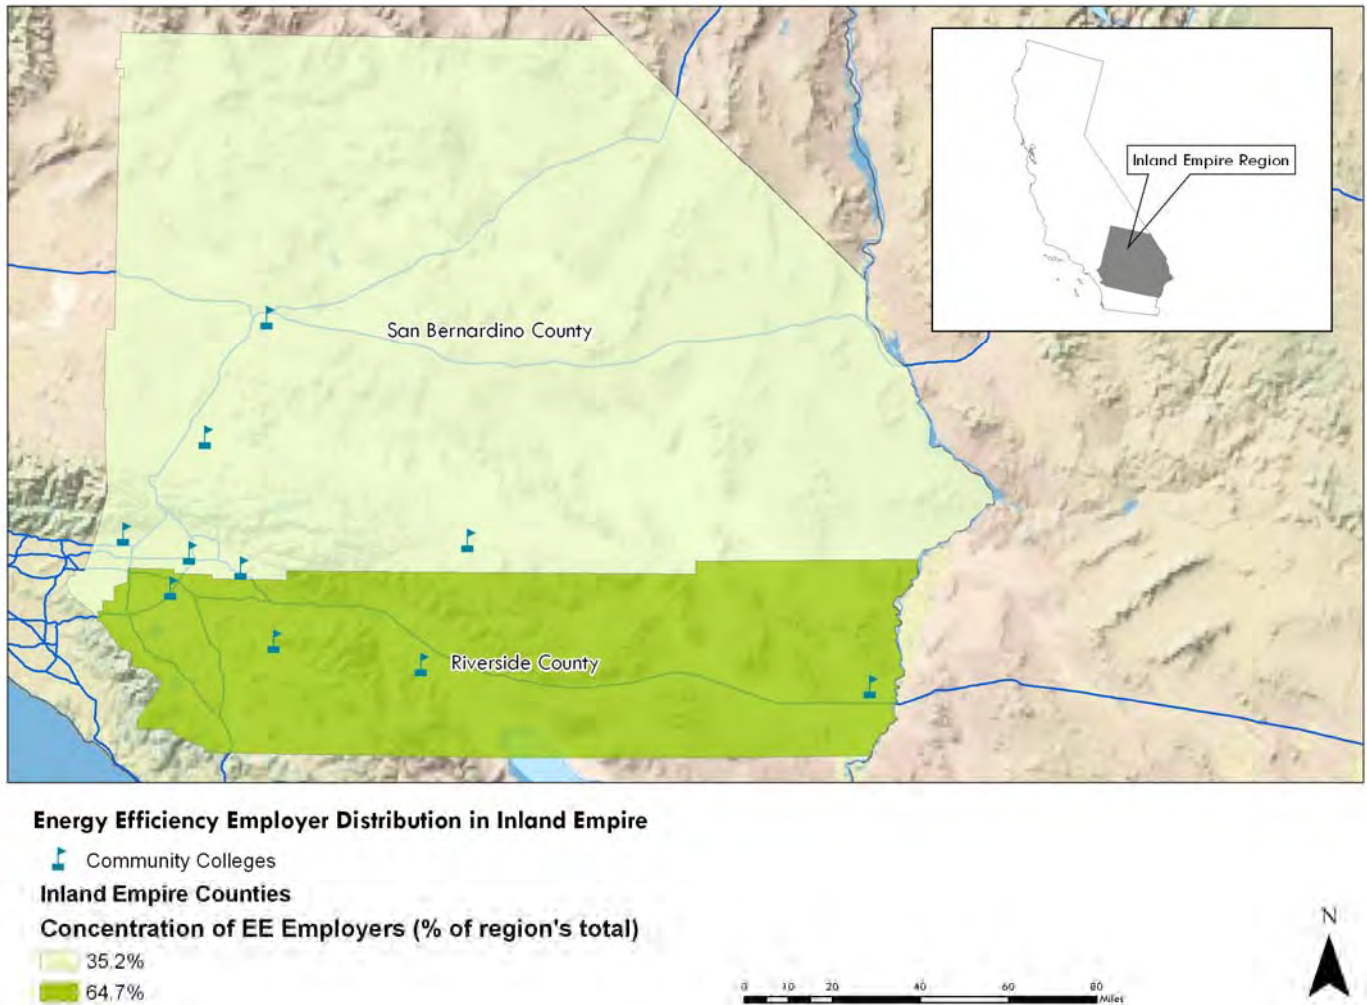 Inland Empire Region
San Bernardino County
Riverside County
Energy Efficiency Employer Distribution in Inland Empire
Community Colleges
Inland Empire Counties
Concentration of EE Employers (% of region's total)
35.2%
64.7%
N
0 10 20 40 60 80
Miles